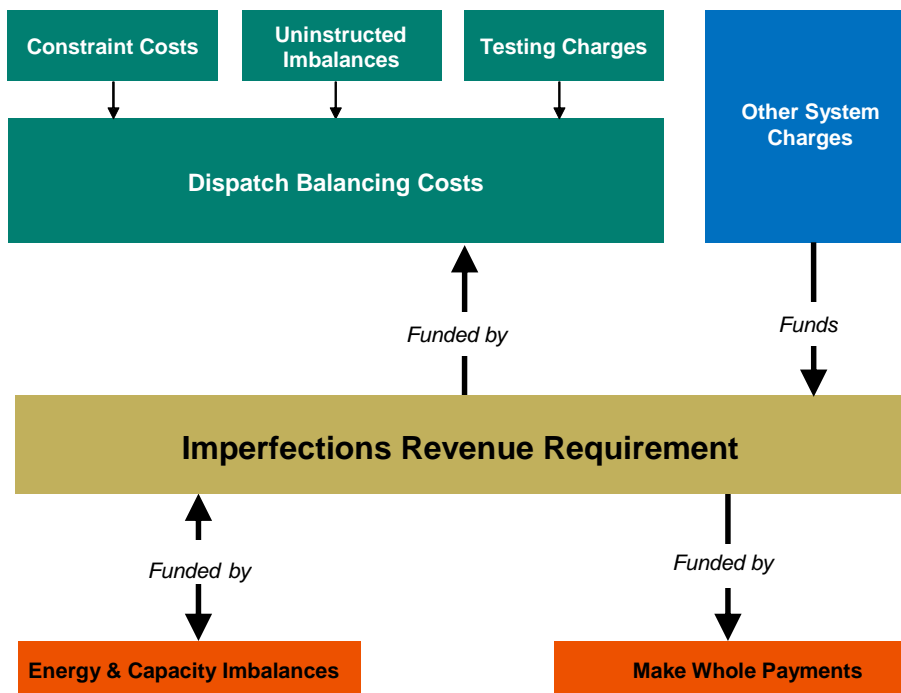 Constraint Costs
Uninstructed
Imbalances
Testing Charges
Other System
Charges
Dispatch Balancing Costs
Funded by
Funds
Imperfections Revenue Requirement
Funded by
Funded by
Energy & Capacity Imbalances
Make Whole Payments